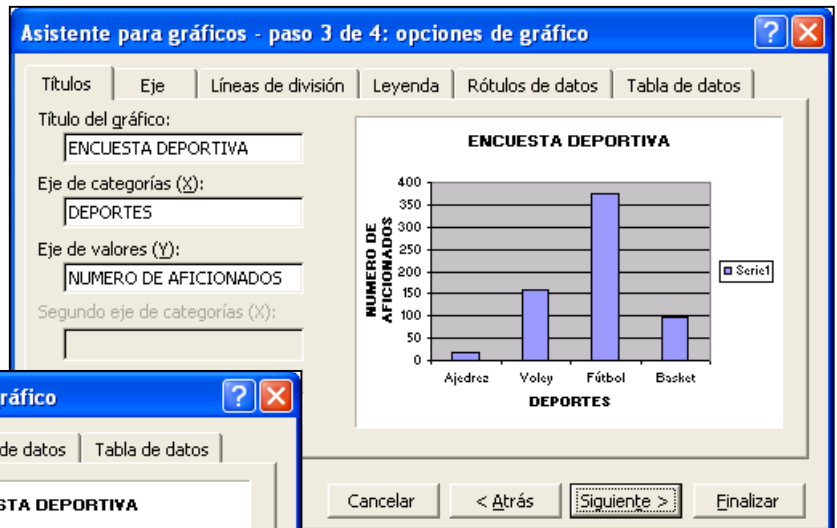 Asistente para gráficos - paso 3 de 4: opciones de gráfico
Títulos
Eje
Líneas de división
Leyenda
Rótulos de datos
Tabla de datos
Título del gráfico:
ENCUESTA DEPORTIVA
Eje de categorías (X):
DEPORTES
Eje de valores (Y):
NUMERO DE AFICIONADOS
Segundo eje de categorías (X):
ENCUESTA DEPORTIVA
NUMERO DE
AFICIONADOS
400
350
300
250
200
150
100
50
0
Ajedrez Voley Fútbol Basket
DEPORTES
Serie1
Cancelar
< Atrás
Siguiente >
Finalizar
ráfico
de datos
Tabla de datos
STA DEPORTIVA